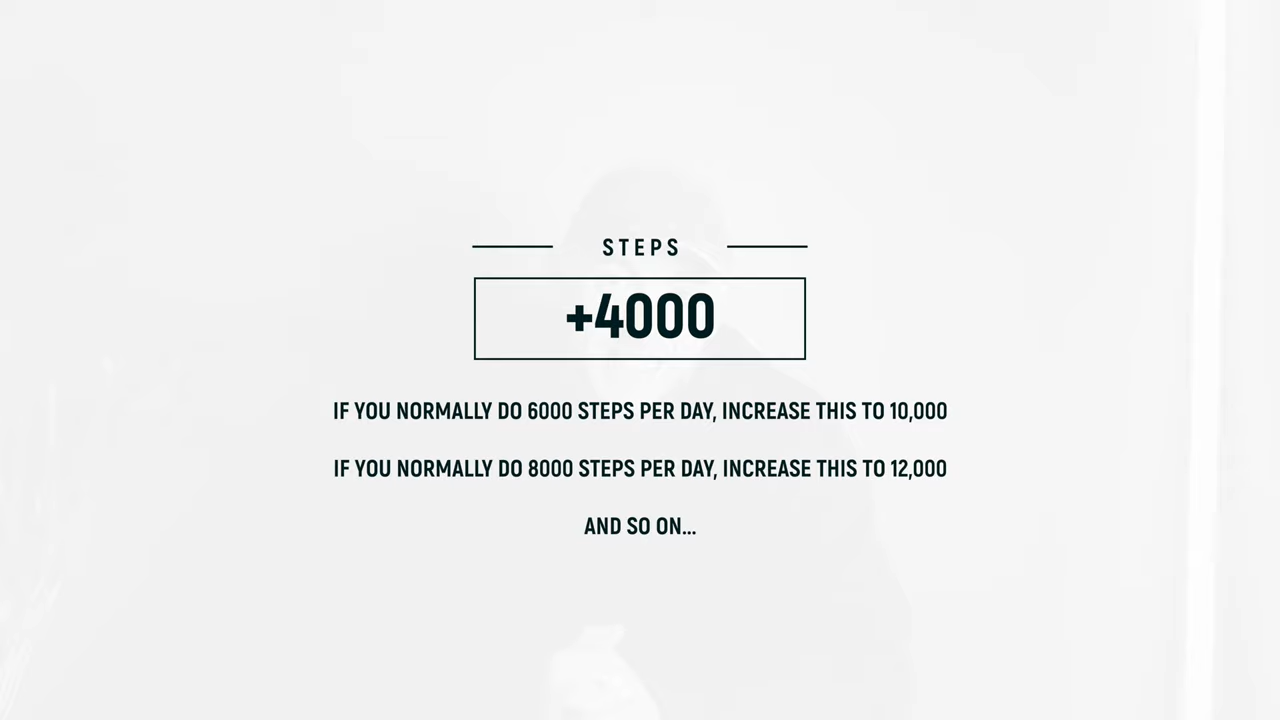 STEPS
+4000
IF YOU NORMALLY DO 6000 STEPS PER DAY, INCREASE THIS TO 10,000
IF YOU NORMALLY DO 8000 STEPS PER DAY, INCREASE THIS TO 12,000
AND SO ON...